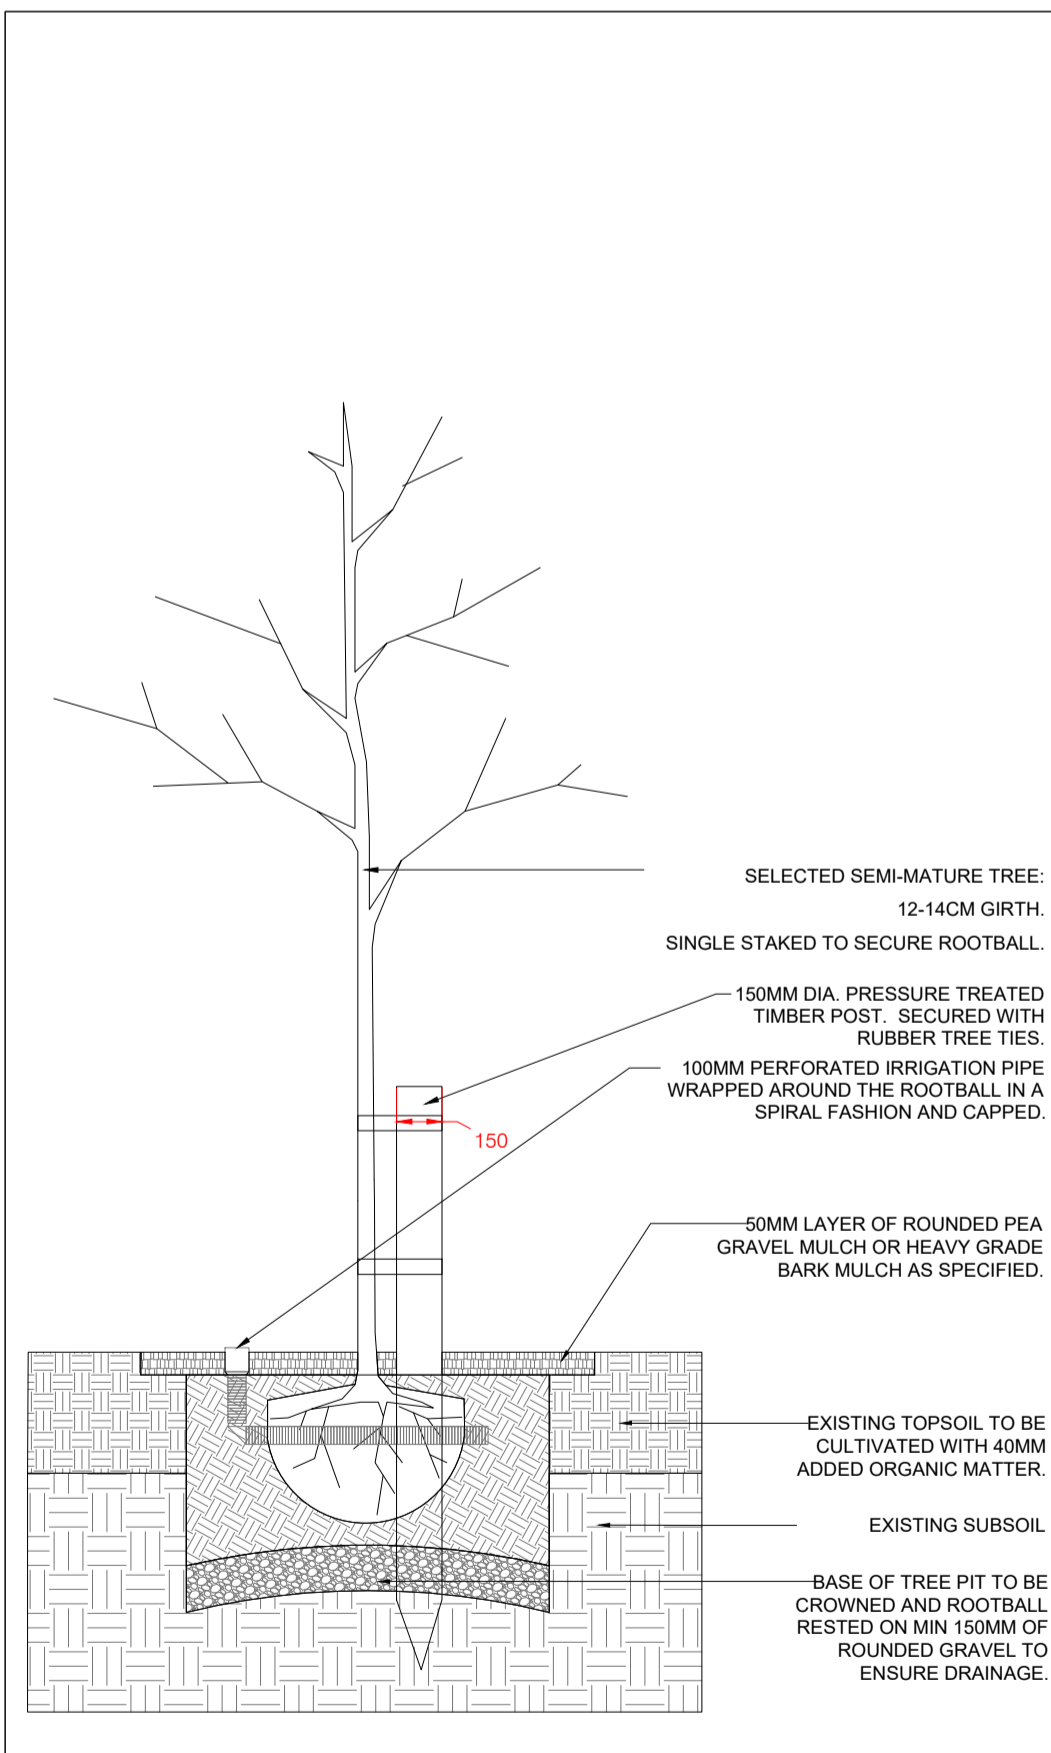 SELECTED SEMI-MATURE TREE:
12-14CM GIRTH.
SINGLE STAKED TO SECURE ROOTBALL.
150MM DIA. PRESSURE TREATED
TIMBER POST. SECURED WITH
RUBBER TREE TIES.
100MM PERFORATED IRRIGATION PIPE
WRAPPED AROUND THE ROOTBALL IN A
SPIRAL FASHION AND CAPPED.
150
50MM LAYER OF ROUNDED PEA
GRAVEL MULCH OR HEAVY GRADE
BARK MULCH AS SPECIFIED.
EXISTING TOPSOIL TO BE
CULTIVATED WITH 40MM
ADDED ORGANIC MATTER.
EXISTING SUBSOIL
BASE OF TREE PIT TO BE
CROWNED AND ROOTBALL
RESTED ON MIN 150MM OF
ROUNDED GRAVEL TO
ENSURE DRAINAGE.